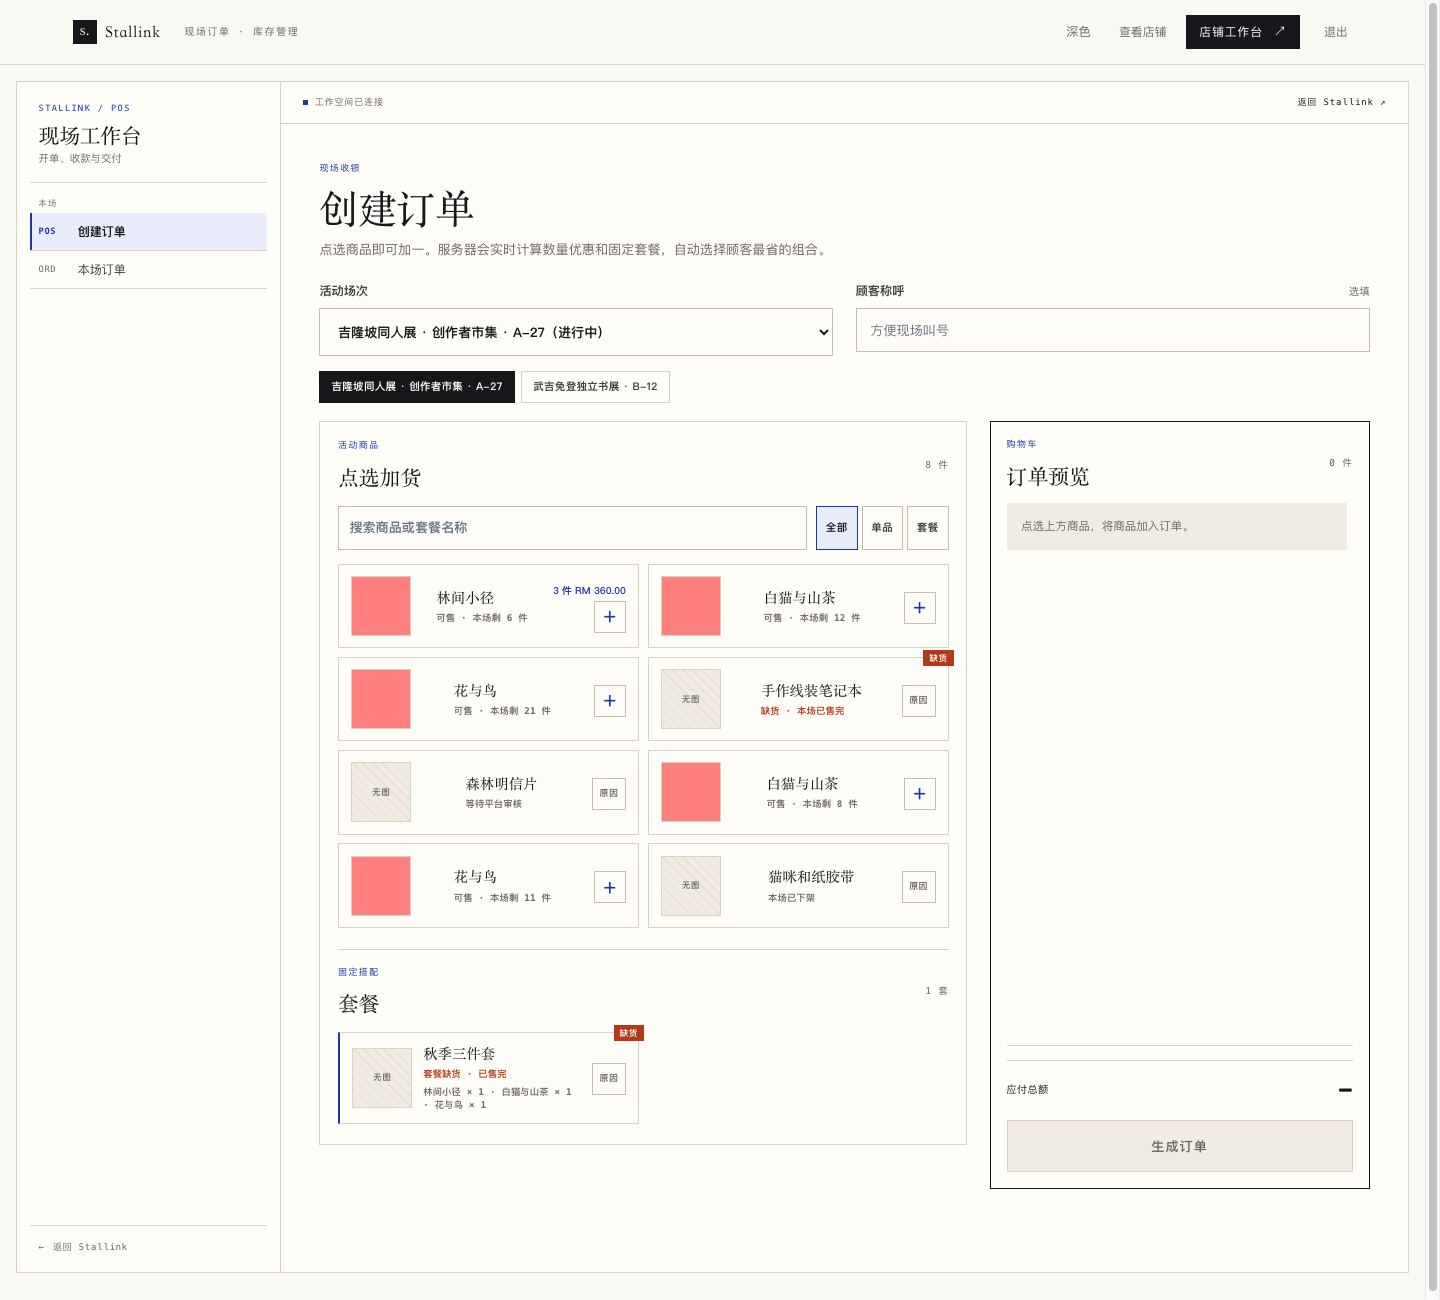 S. Stallink 现场订单 · 库存管理 深色 查看店铺 店铺工作台 ↗ 退出
STALLINK / POS
现场工作台
开单、收款与交付
本场
POS 创建订单
ORD 本场订单
← 返回 Stallink
工作空间已连接 返回 Stallink ↗
现场收银
创建订单
点选商品即可加一。服务器会实时计算数量优惠和固定套餐，自动选择顾客最省的组合。
活动场次
吉隆坡同人展 · 创作者市集 · A-27（进行中）
顾客称呼 选填
方便现场叫号
吉隆坡同人展 · 创作者市集 · A-27 武吉免登独立书展 · B-12
活动商品
点选加货 8 件
搜索商品或套餐名称 全部 单品 套餐
林间小径 3 件 RM 360.00
可售 · 本场剩 6 件 +
白猫与山茶
可售 · 本场剩 12 件 +
花与鸟
可售 · 本场剩 21 件 +
缺货
手作线装笔记本
无图 缺货 · 本场已售完 原因
森林明信片
无图 等待平台审核 原因
白猫与山茶
可售 · 本场剩 8 件 +
花与鸟
可售 · 本场剩 11 件 +
猫咪和纸胶带
无图 本场已下架 原因
固定搭配
套餐 1 套
缺货
秋季三件套
无图 套餐缺货 · 已售完 原因
林间小径 × 1 · 白猫与山茶 × 1
· 花与鸟 × 1
购物车
订单预览 0 件
点选上方商品，将商品加入订单。
应付总额 —
生成订单